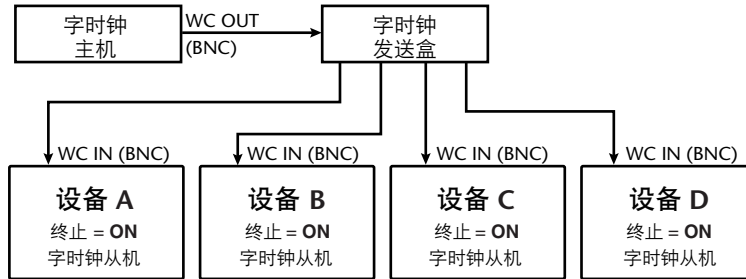 字时钟
主机
WC OUT
(BNC)
字时钟
发送盒
WC IN (BNC)
WC IN (BNC)
WC IN (BNC)
WC IN (BNC)
设备 A
终止 = ON
字时钟从机
设备 B
终止 = ON
字时钟从机
设备 C
终止 = ON
字时钟从机
设备 D
终止 = ON
字时钟从机